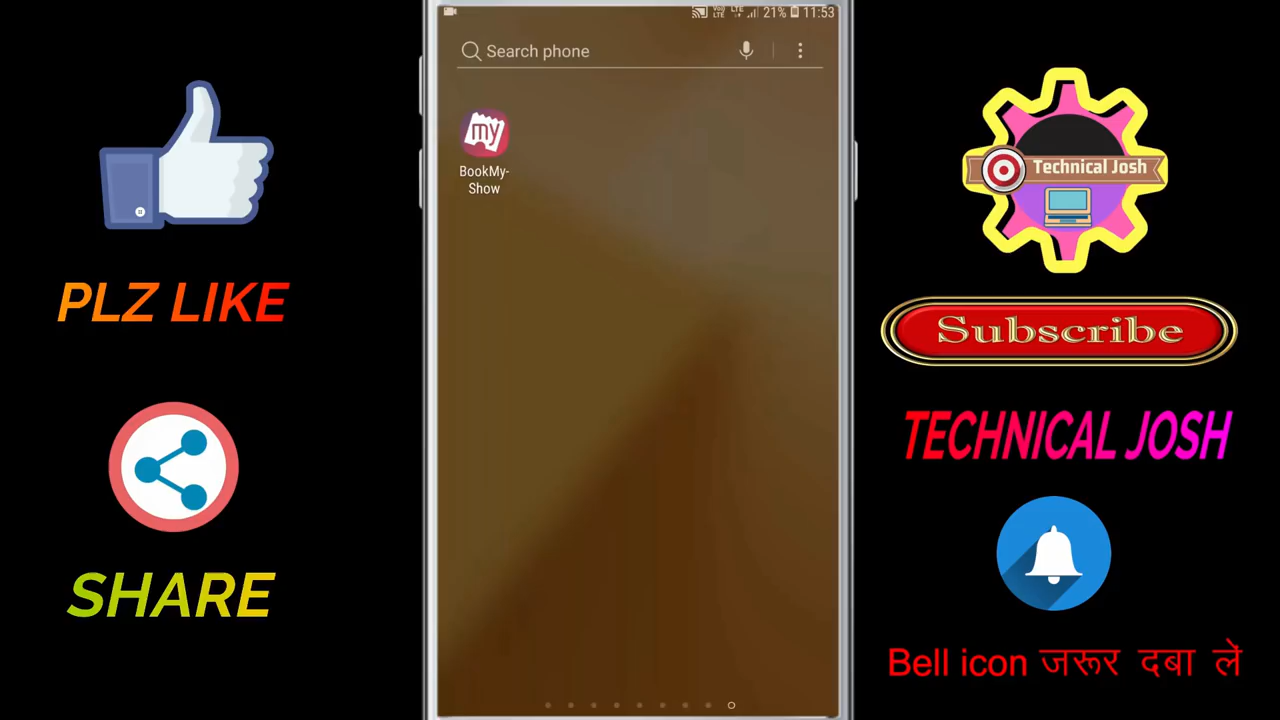 21% 11:53
Search phone
my
BookMy-
Show
PLZ LIKE
SHARE
Technical Josh
Subscribe
TECHNICAL JOSH
Bell icon जरूर दबा लें